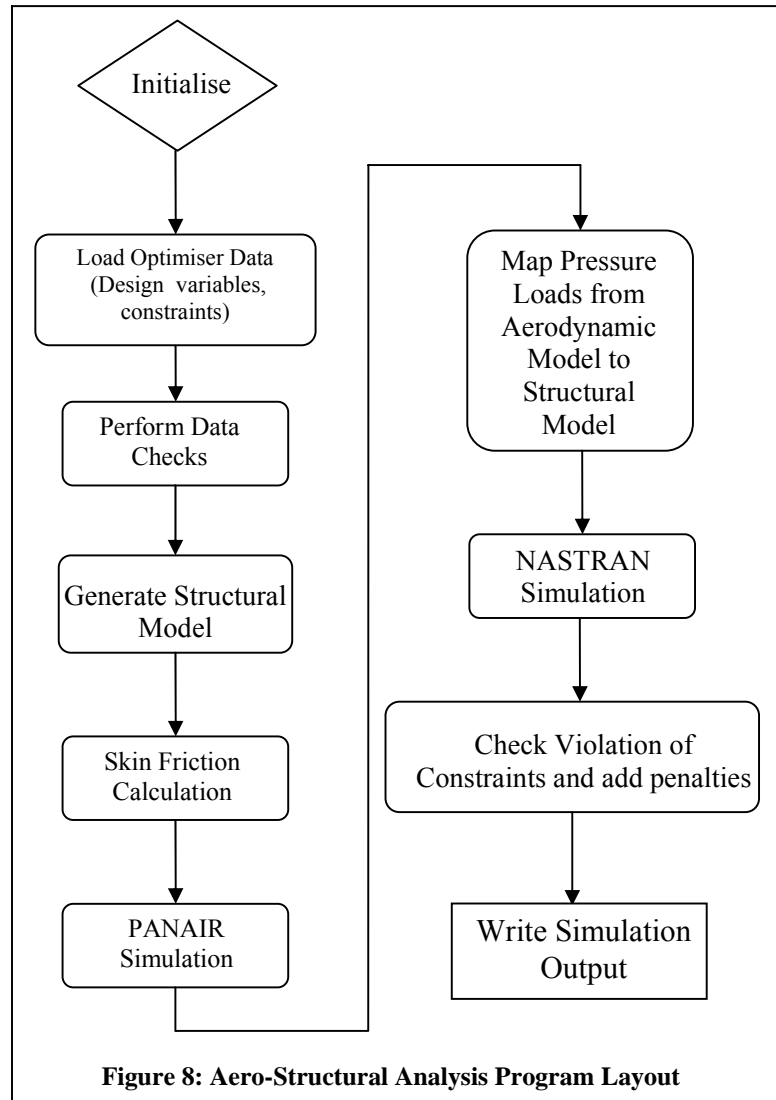 Initialise
Load Optimiser Data
(Design variables,
constraints)
Perform Data
Checks
Generate Structural
Model
Skin Friction
Calculation
PANAIR
Simulation
Map Pressure
Loads from
Aerodynamic
Model to
Structural
Model
NASTRAN
Simulation
Check Violation of
Constraints and add penalties
Write Simulation
Output
Figure 8: Aero-Structural Analysis Program Layout